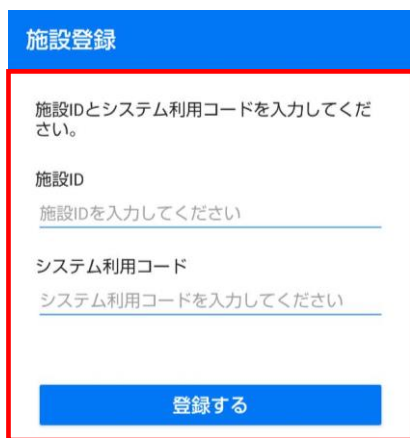 施設登録
施設IDとシステム利用コードを入力してくだ
さい。
施設ID
施設IDを入力してください
システム利用コード
システム利用コードを入力してください
登録する